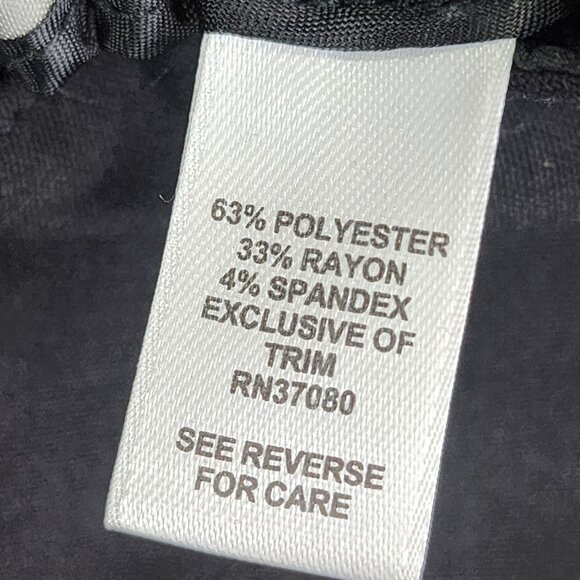 63% POLYESTER
33% RAYON
4% SPANDEX
EXCLUSIVE OF
TRIM
RN37080
SEE REVERSE
FOR CARE